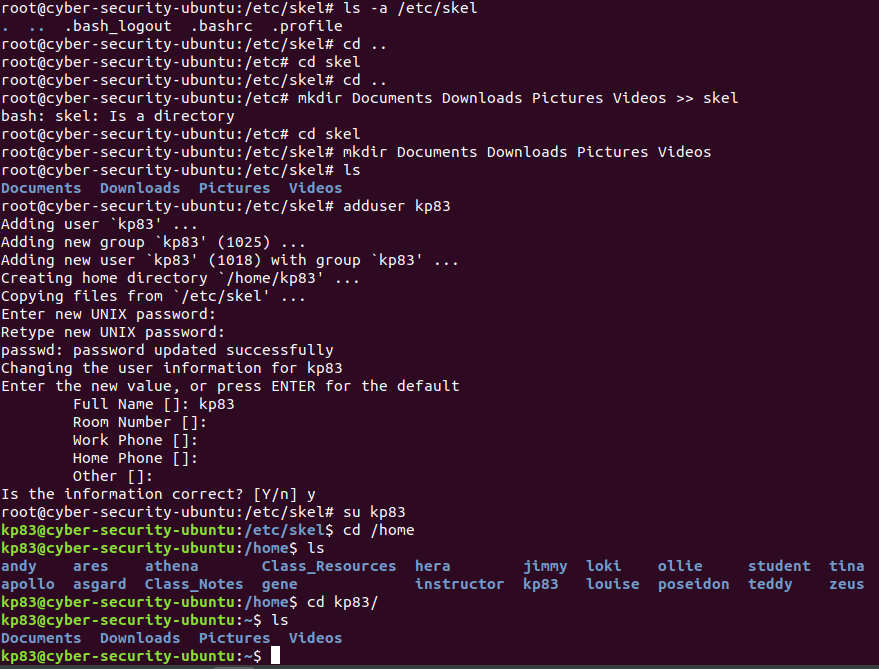 root@cyber-security-ubuntu:/etc/skel# ls -a /etc/skel
.  ..  .bash_logout  .bashrc  .profile
root@cyber-security-ubuntu:/etc/skel# cd ..
root@cyber-security-ubuntu:/etc# cd skel
root@cyber-security-ubuntu:/etc/skel# cd ..
root@cyber-security-ubuntu:/etc# mkdir Documents Downloads Pictures Videos >> skel
bash: skel: Is a directory
root@cyber-security-ubuntu:/etc# cd skel
root@cyber-security-ubuntu:/etc/skel# mkdir Documents Downloads Pictures Videos
root@cyber-security-ubuntu:/etc/skel# ls
Documents  Downloads  Pictures  Videos
root@cyber-security-ubuntu:/etc/skel# adduser kp83
Adding user `kp83' ...
Adding new group `kp83' (1025) ...
Adding new user `kp83' (1018) with group `kp83' ...
Creating home directory `/home/kp83' ...
Copying files from `/etc/skel' ...
Enter new UNIX password:
Retype new UNIX password:
passwd: password updated successfully
Changing the user information for kp83
Enter the new value, or press ENTER for the default
        Full Name []: kp83
        Room Number []:
        Work Phone []:
        Home Phone []:
        Other []:
Is the information correct? [Y/n] y
root@cyber-security-ubuntu:/etc/skel# su kp83
kp83@cyber-security-ubuntu:/etc/skel$ cd /home
kp83@cyber-security-ubuntu:/home$ ls
andy    ares    athena       Class_Resources  hera        jimmy  loki    ollie     student  tina
apollo  asgard  Class_Notes  gene             instructor  kp83   louise  poseidon  teddy    zeus
kp83@cyber-security-ubuntu:/home$ cd kp83/
kp83@cyber-security-ubuntu:~$ ls
Documents  Downloads  Pictures  Videos
kp83@cyber-security-ubuntu:~$